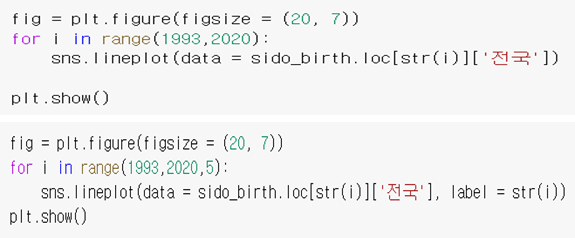 fig = plt.figure(figsize = (20, 7))
for i in range(1993,2020):
    sns.lineplot(data = sido_birth.loc[str(i)]['전국'])
plt.show()
fig = plt.figure(figsize = (20, 7))
for i in range(1993,2020,5):
    sns.lineplot(data = sido_birth.loc[str(i)]['전국'], label = str(i))
plt.show()